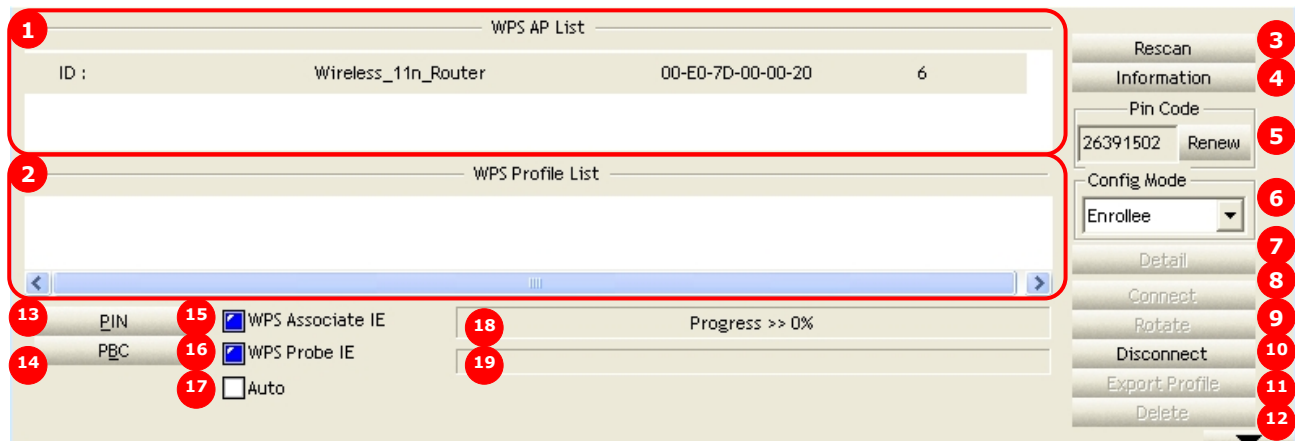 1 WPS AP List
ID : Wireless_11n_Router 00-E0-7D-00-00-20 6
2 WPS Profile List
Rescan 3
Information 4
Pin Code
26391502 Renew 5
Config Mode
Enrollee 6
Detail 7
Connect 8
Rotate 9
Disconnect 10
Export Profile 11
Delete 12
13 PIN 15 WPS Associate IE 18 Progress >> 0%
14 PBC 16 WPS Probe IE 19
17 Auto